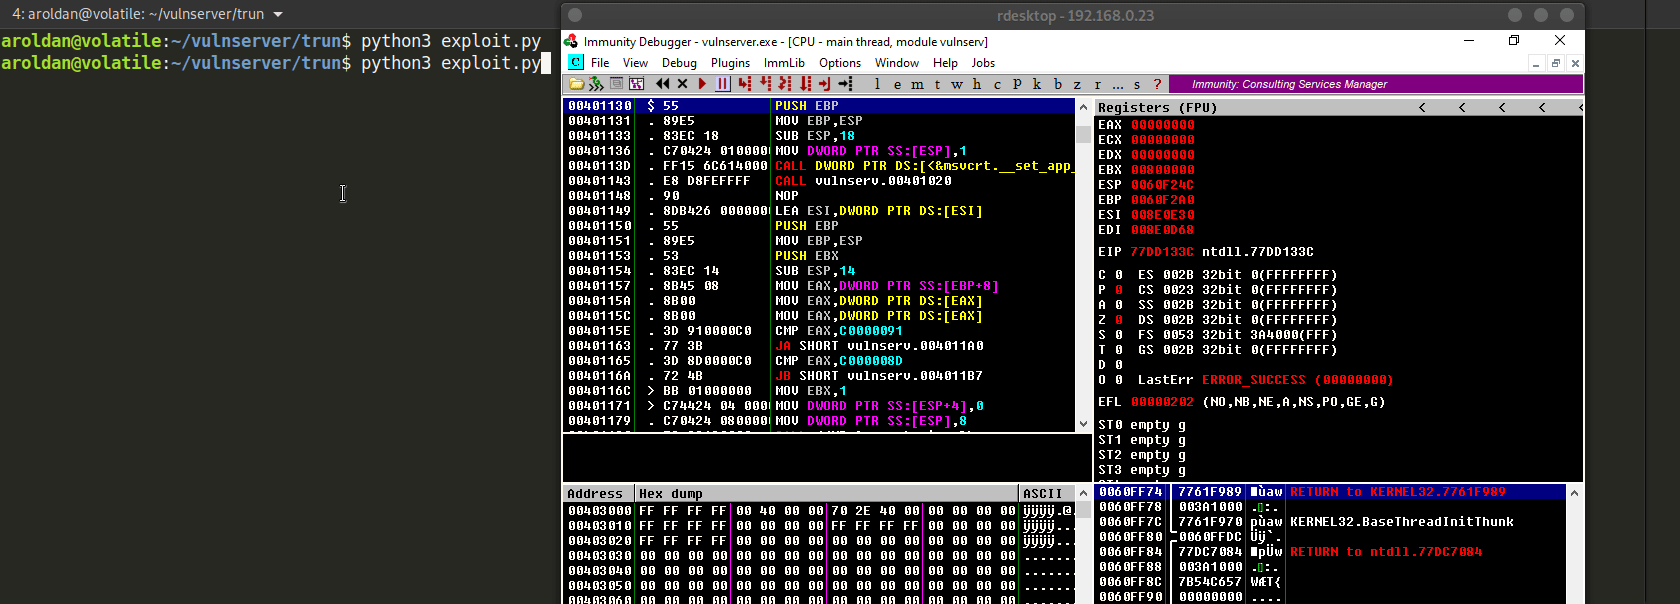 4: aroldan@volatile: ~/vulnserver/trun
aroldan@volatile:~/vulnserver/trun$ python3 exploit.py
aroldan@volatile:~/vulnserver/trun$ python3 exploit.py
rdesktop - 192.168.0.23
Immunity Debugger - vulnserver.exe - [CPU - main thread, module vulnserv]
C File View Debug Plugins ImmLib Options Window Help Jobs
l e m t w h c P k b z r ... s ? Immunity: Consulting Services Manager
00401130 $ 55 PUSH EBP
00401131 . 89E5 MOV EBP,ESP
00401133 . 83EC 18 SUB ESP,18
00401136 . C70424 010000 MOV DWORD PTR SS:[ESP],1
0040113D . FF15 6C614000 CALL DWORD PTR DS:[<&msvcrt.__set_app_
00401143 . E8 D8FEFFFF CALL vulnserv.00401020
00401148 . 90 NOP
00401149 . 8DB426 000000 LEA ESI,DWORD PTR DS:[ESI]
00401150 . 55 PUSH EBP
00401151 . 89E5 MOV EBP,ESP
00401153 . 53 PUSH EBX
00401154 . 83EC 14 SUB ESP,14
00401157 . 8B45 08 MOV EAX,DWORD PTR SS:[EBP+8]
0040115A . 8B00 MOV EAX,DWORD PTR DS:[EAX]
0040115C . 8B00 MOV EAX,DWORD PTR DS:[EAX]
0040115E . 3D 910000C0 CMP EAX,C0000091
00401163 . 77 3B JA SHORT vulnserv.004011A0
00401165 . 3D 8D0000C0 CMP EAX,C000008D
0040116A . 72 4B JB SHORT vulnserv.004011B7
0040116C > BB 01000000 MOV EBX,1
00401171 > C74424 04 000 MOV DWORD PTR SS:[ESP+4],0
00401179 . C70424 080000 MOV DWORD PTR SS:[ESP],8
Registers (FPU) < < < < <
EAX 00000000
ECX 00000000
EDX 00000000
EBX 00800000
ESP 0060F24C
EBP 0060F2A0
ESI 008E0E30
EDI 008E0D68
EIP 77DD133C ntdll.77DD133C
C 0 ES 002B 32bit 0(FFFFFFFF)
P 0 CS 0023 32bit 0(FFFFFFFF)
A 0 SS 002B 32bit 0(FFFFFFFF)
Z 0 DS 002B 32bit 0(FFFFFFFF)
S 0 FS 0053 32bit 3A4000(FFF)
T 0 GS 002B 32bit 0(FFFFFFFF)
D 0
O 0 LastErr ERROR_SUCCESS (00000000)
EFL 00000202 (NO,NB,NE,A,NS,PO,GE,G)
ST0 empty g
ST1 empty g
ST2 empty g
ST3 empty g
Address Hex dump ASCII
00403000 FF FF FF FF 00 40 00 00 70 2E 40 00 00 00 00 00 ÿÿÿÿ.@.
00403010 FF FF FF FF 00 00 00 00 FF FF FF FF 00 00 00 00 ÿÿÿÿ...
00403020 FF FF FF FF 00 00 00 00 00 00 00 00 00 00 00 00 ÿÿÿÿ...
00403030 00 00 00 00 00 00 00 00 00 00 00 00 00 00 00 00 .......
00403040 00 00 00 00 00 00 00 00 00 00 00 00 00 00 00 00 .......
00403050 00 00 00 00 00 00 00 00 00 00 00 00 00 00 00 00 .......
00403060 00 00 00 00 00 00 00 00 00 00 00 00 00 00 00 00 .......
0060FF74 7761F989 ùaw RETURN to KERNEL32.7761F989
0060FF78 003A1000
0060FF7C 7761F970 pùaw KERNEL32.BaseThreadInitThunk
0060FF80 0060FFDC Üÿ`.
0060FF84 77DC7084 pÜw RETURN to ntdll.77DC7084
0060FF88 003A1000
0060FF8C 7B54C657 WÆT{
0060FF90 00000000 ....